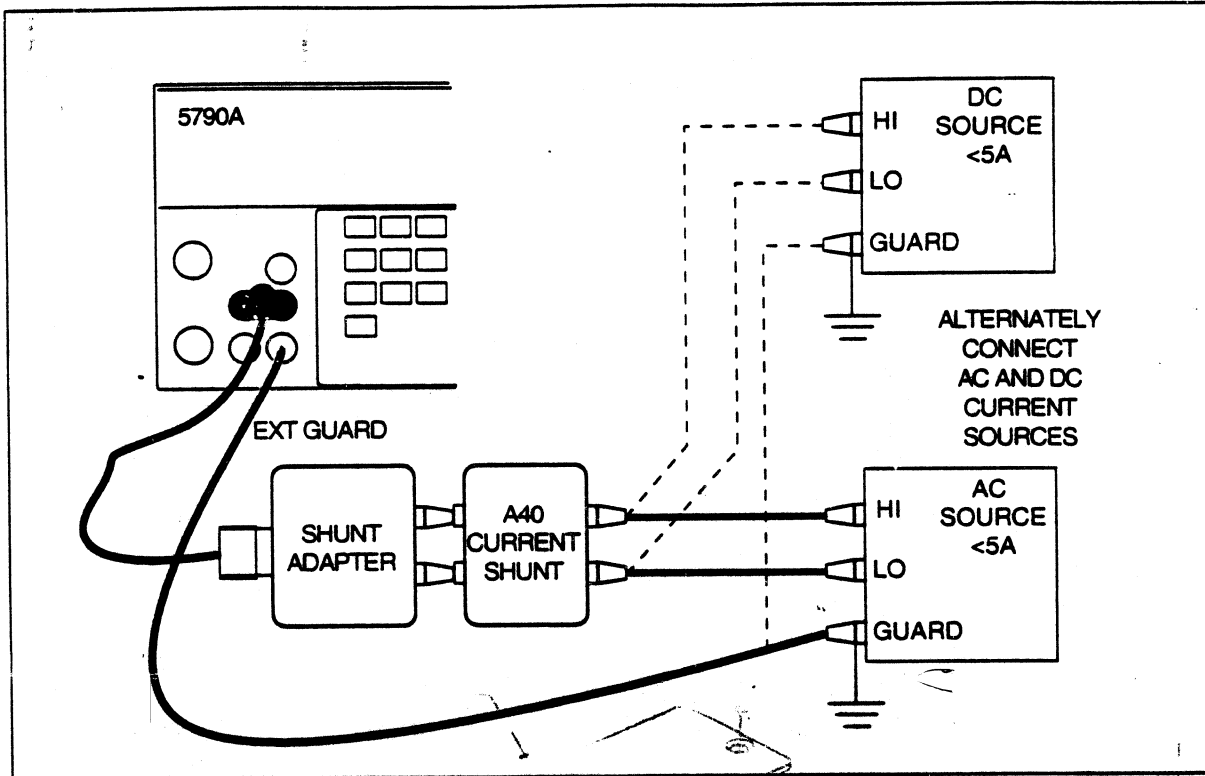 5790A
EXT GUARD
SHUNT
ADAPTER
A40
CURRENT
SHUNT
HI
LO
GUARD
DC
SOURCE
<5A
ALTERNATELY
CONNECT
AC AND DC
CURRENT
SOURCES
HI
LO
GUARD
AC
SOURCE
<5A